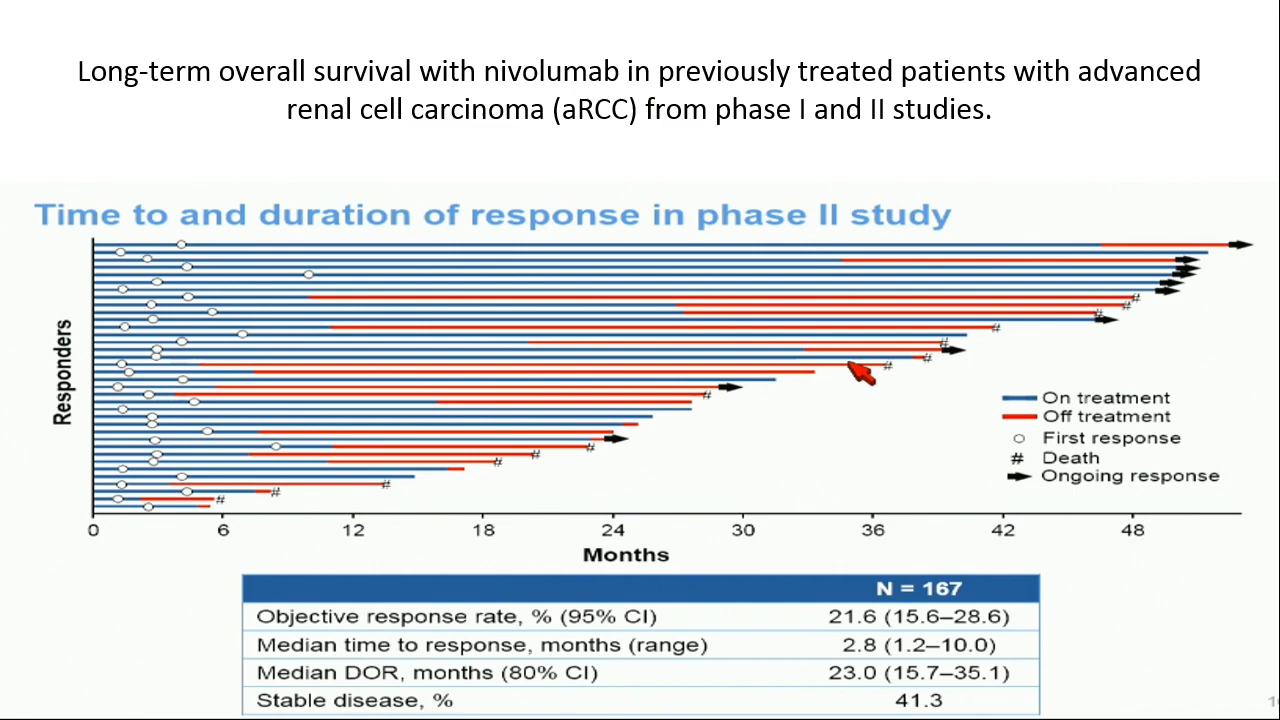 Long-term overall survival with nivolumab in previously treated patients with advanced
renal cell carcinoma (aRCC) from phase I and II studies.
Time to and duration of response in phase II study
Responders
On treatment
Off treatment
First response
# Death
Ongoing response
0 6 12 18 24 30 36 42 48
Months
N = 167
Objective response rate, % (95% CI) 21.6 (15.6–28.6)
Median time to response, months (range) 2.8 (1.2–10.0)
Median DOR, months (80% CI) 23.0 (15.7–35.1)
Stable disease, % 41.3